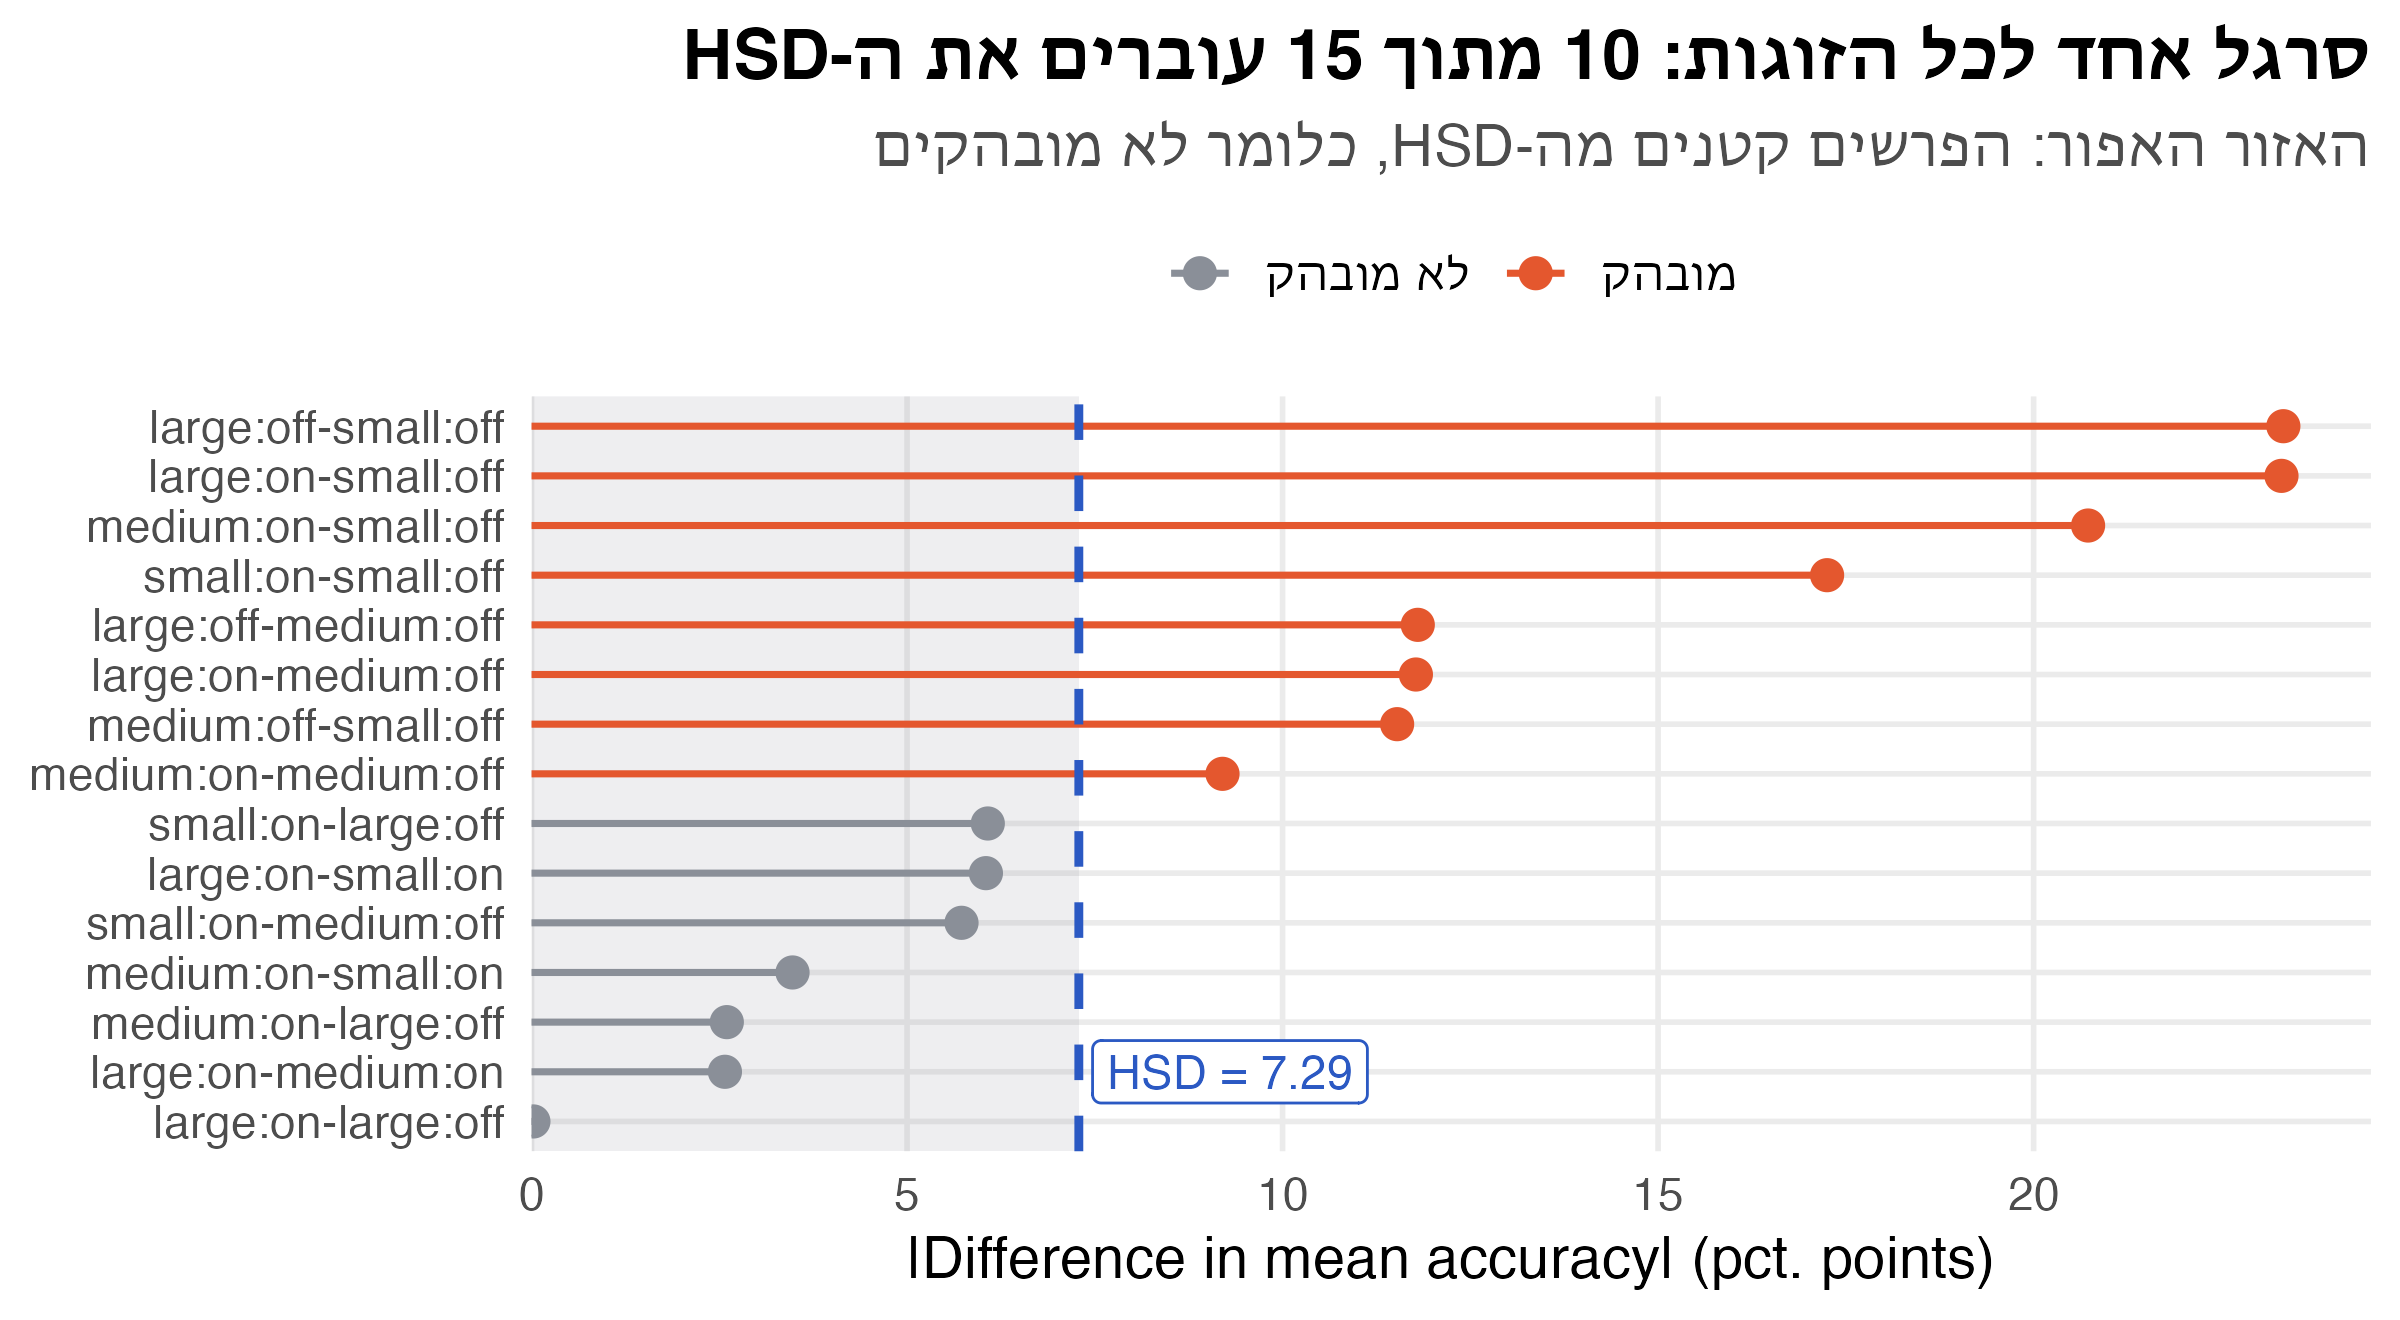 סרגל אחד לכל הזוגות: 10 מתוך 15 עוברים את ה-HSD
האזור האפור: הפרשים קטנים מה-HSD, כלומר לא מובהקים
מובהק
לא מובהק
large:off-small:off
large:on-small:off
medium:on-small:off
small:on-small:off
large:off-medium:off
large:on-medium:off
medium:off-small:off
medium:on-medium:off
small:on-large:off
large:on-small:on
small:on-medium:off
medium:on-small:on
medium:on-large:off
large:on-medium:on
large:on-large:off
HSD = 7.29
0 5 10 15 20
|Difference in mean accuracy| (pct. points)